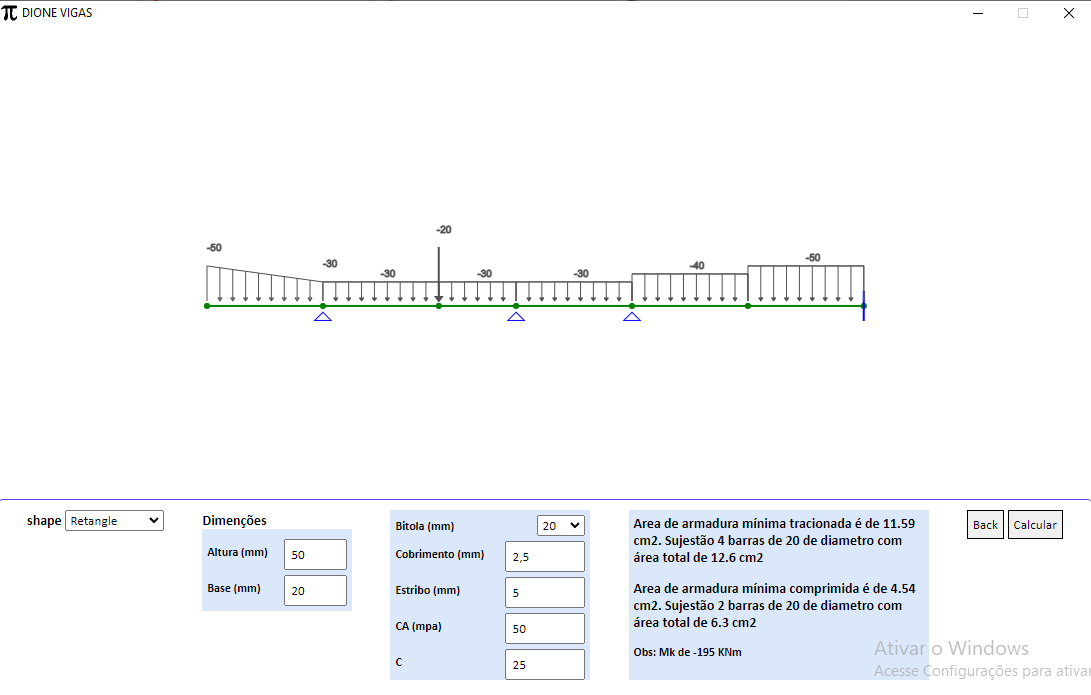 DIONE VIGAS
-20
-50
-30
-30
-30
-30
-40
-50
shape Retangle
Dimenções
Altura (mm) 50
Base (mm) 20
Bitola (mm) 20
Cobrimento (mm) 2,5
Estribo (mm) 5
CA (mpa) 50
C 25
Area de armadura mínima tracionada é de 11.59
cm2. Sujestão 4 barras de 20 de diametro com
área total de 12.6 cm2
Area de armadura mínima comprimida é de 4.54
cm2. Sujestão 2 barras de 20 de diametro com
área total de 6.3 cm2
Obs: Mk de -195 KNm
Back Calcular
Ativar o Windows
Acesse Configurações para ativar